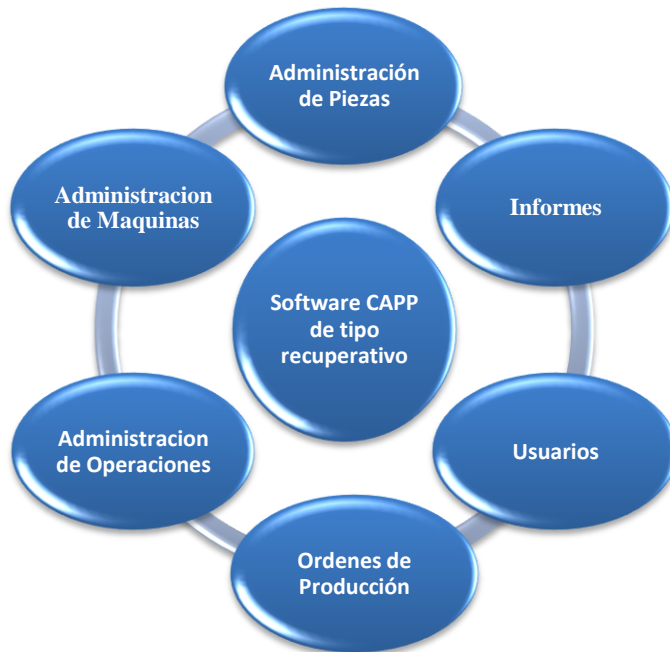 Administración
de Piezas
Administracion
de Maquinas
Informes
Software CAPP
de tipo
recuperativo
Administracion
de Operaciones
Usuarios
Ordenes de
Producción